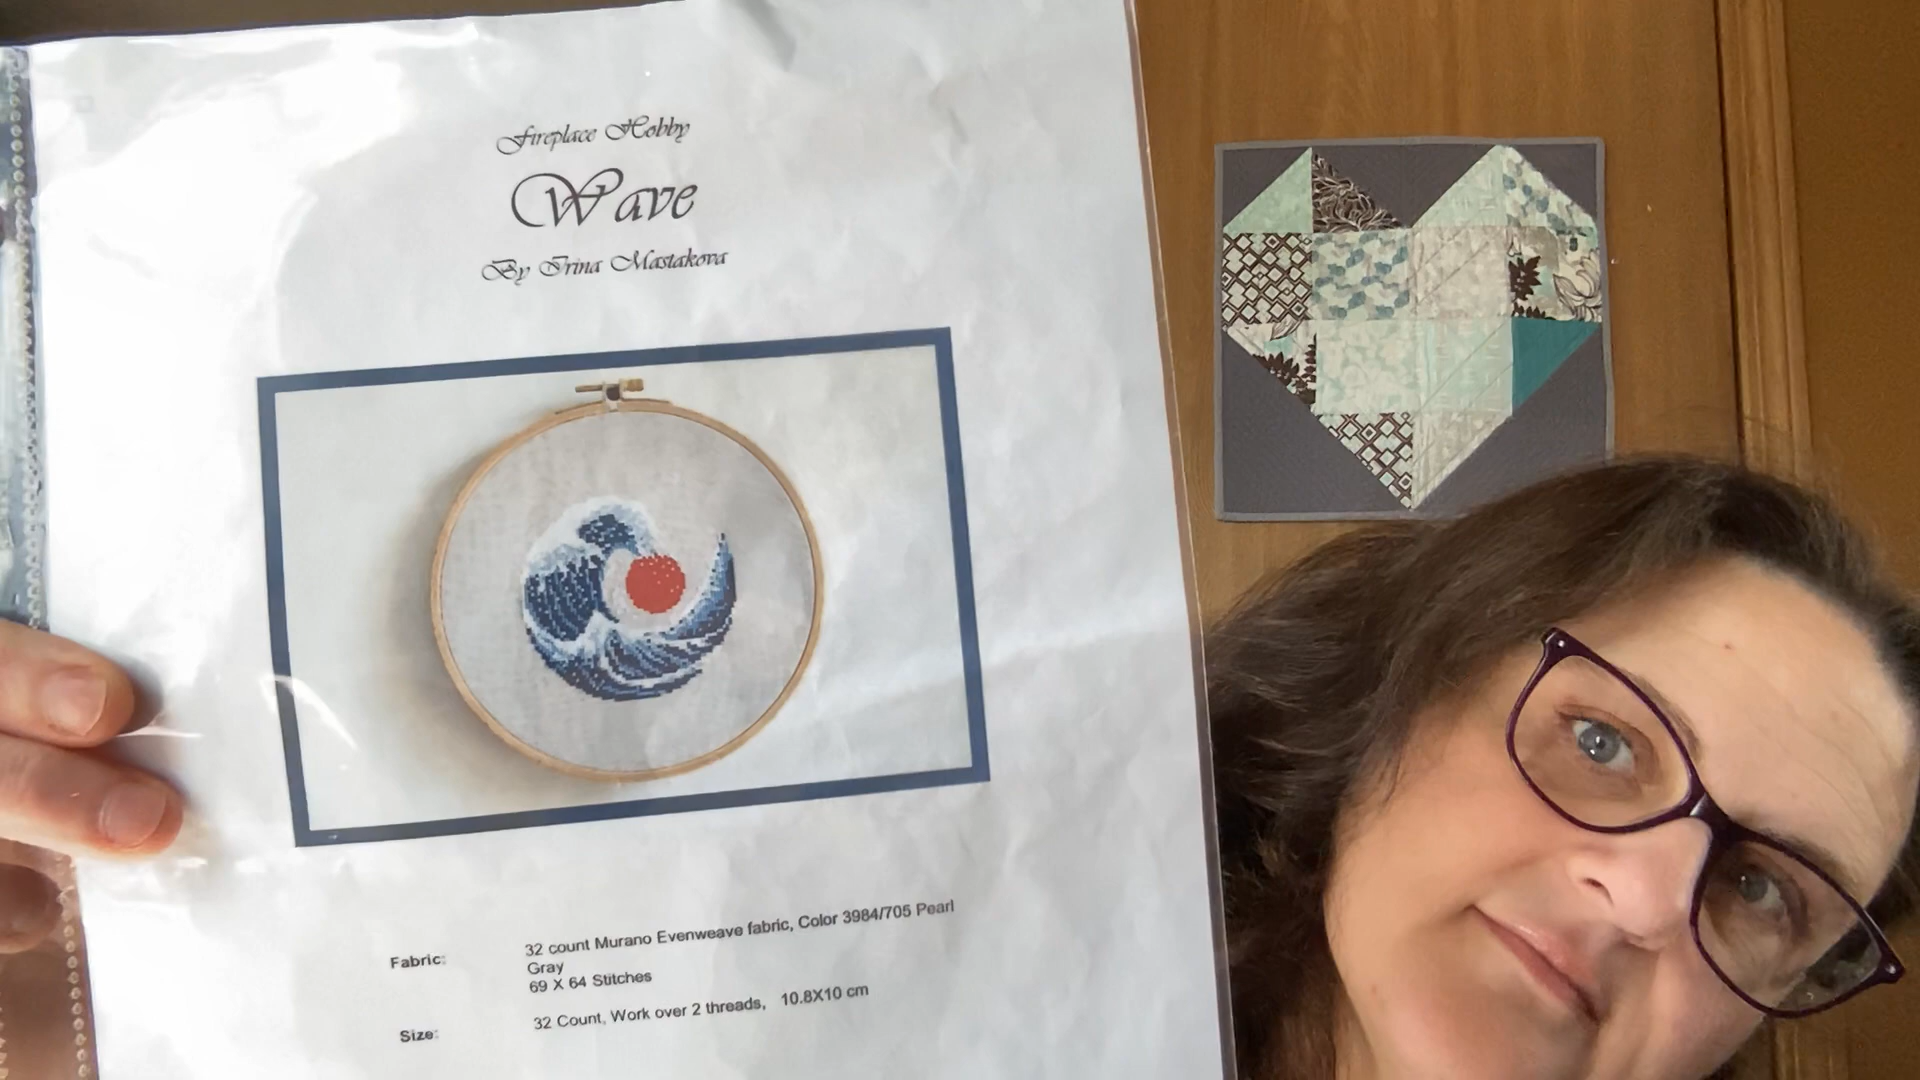 Fireplace Hobby
Wave
By Irina Mastakova
Fabric: 32 count Murano Evenweave fabric, Color 3984/705 Pearl
Gray
69 X 64 Stitches
Size: 32 Count, Work over 2 threads, 10.8X10 cm